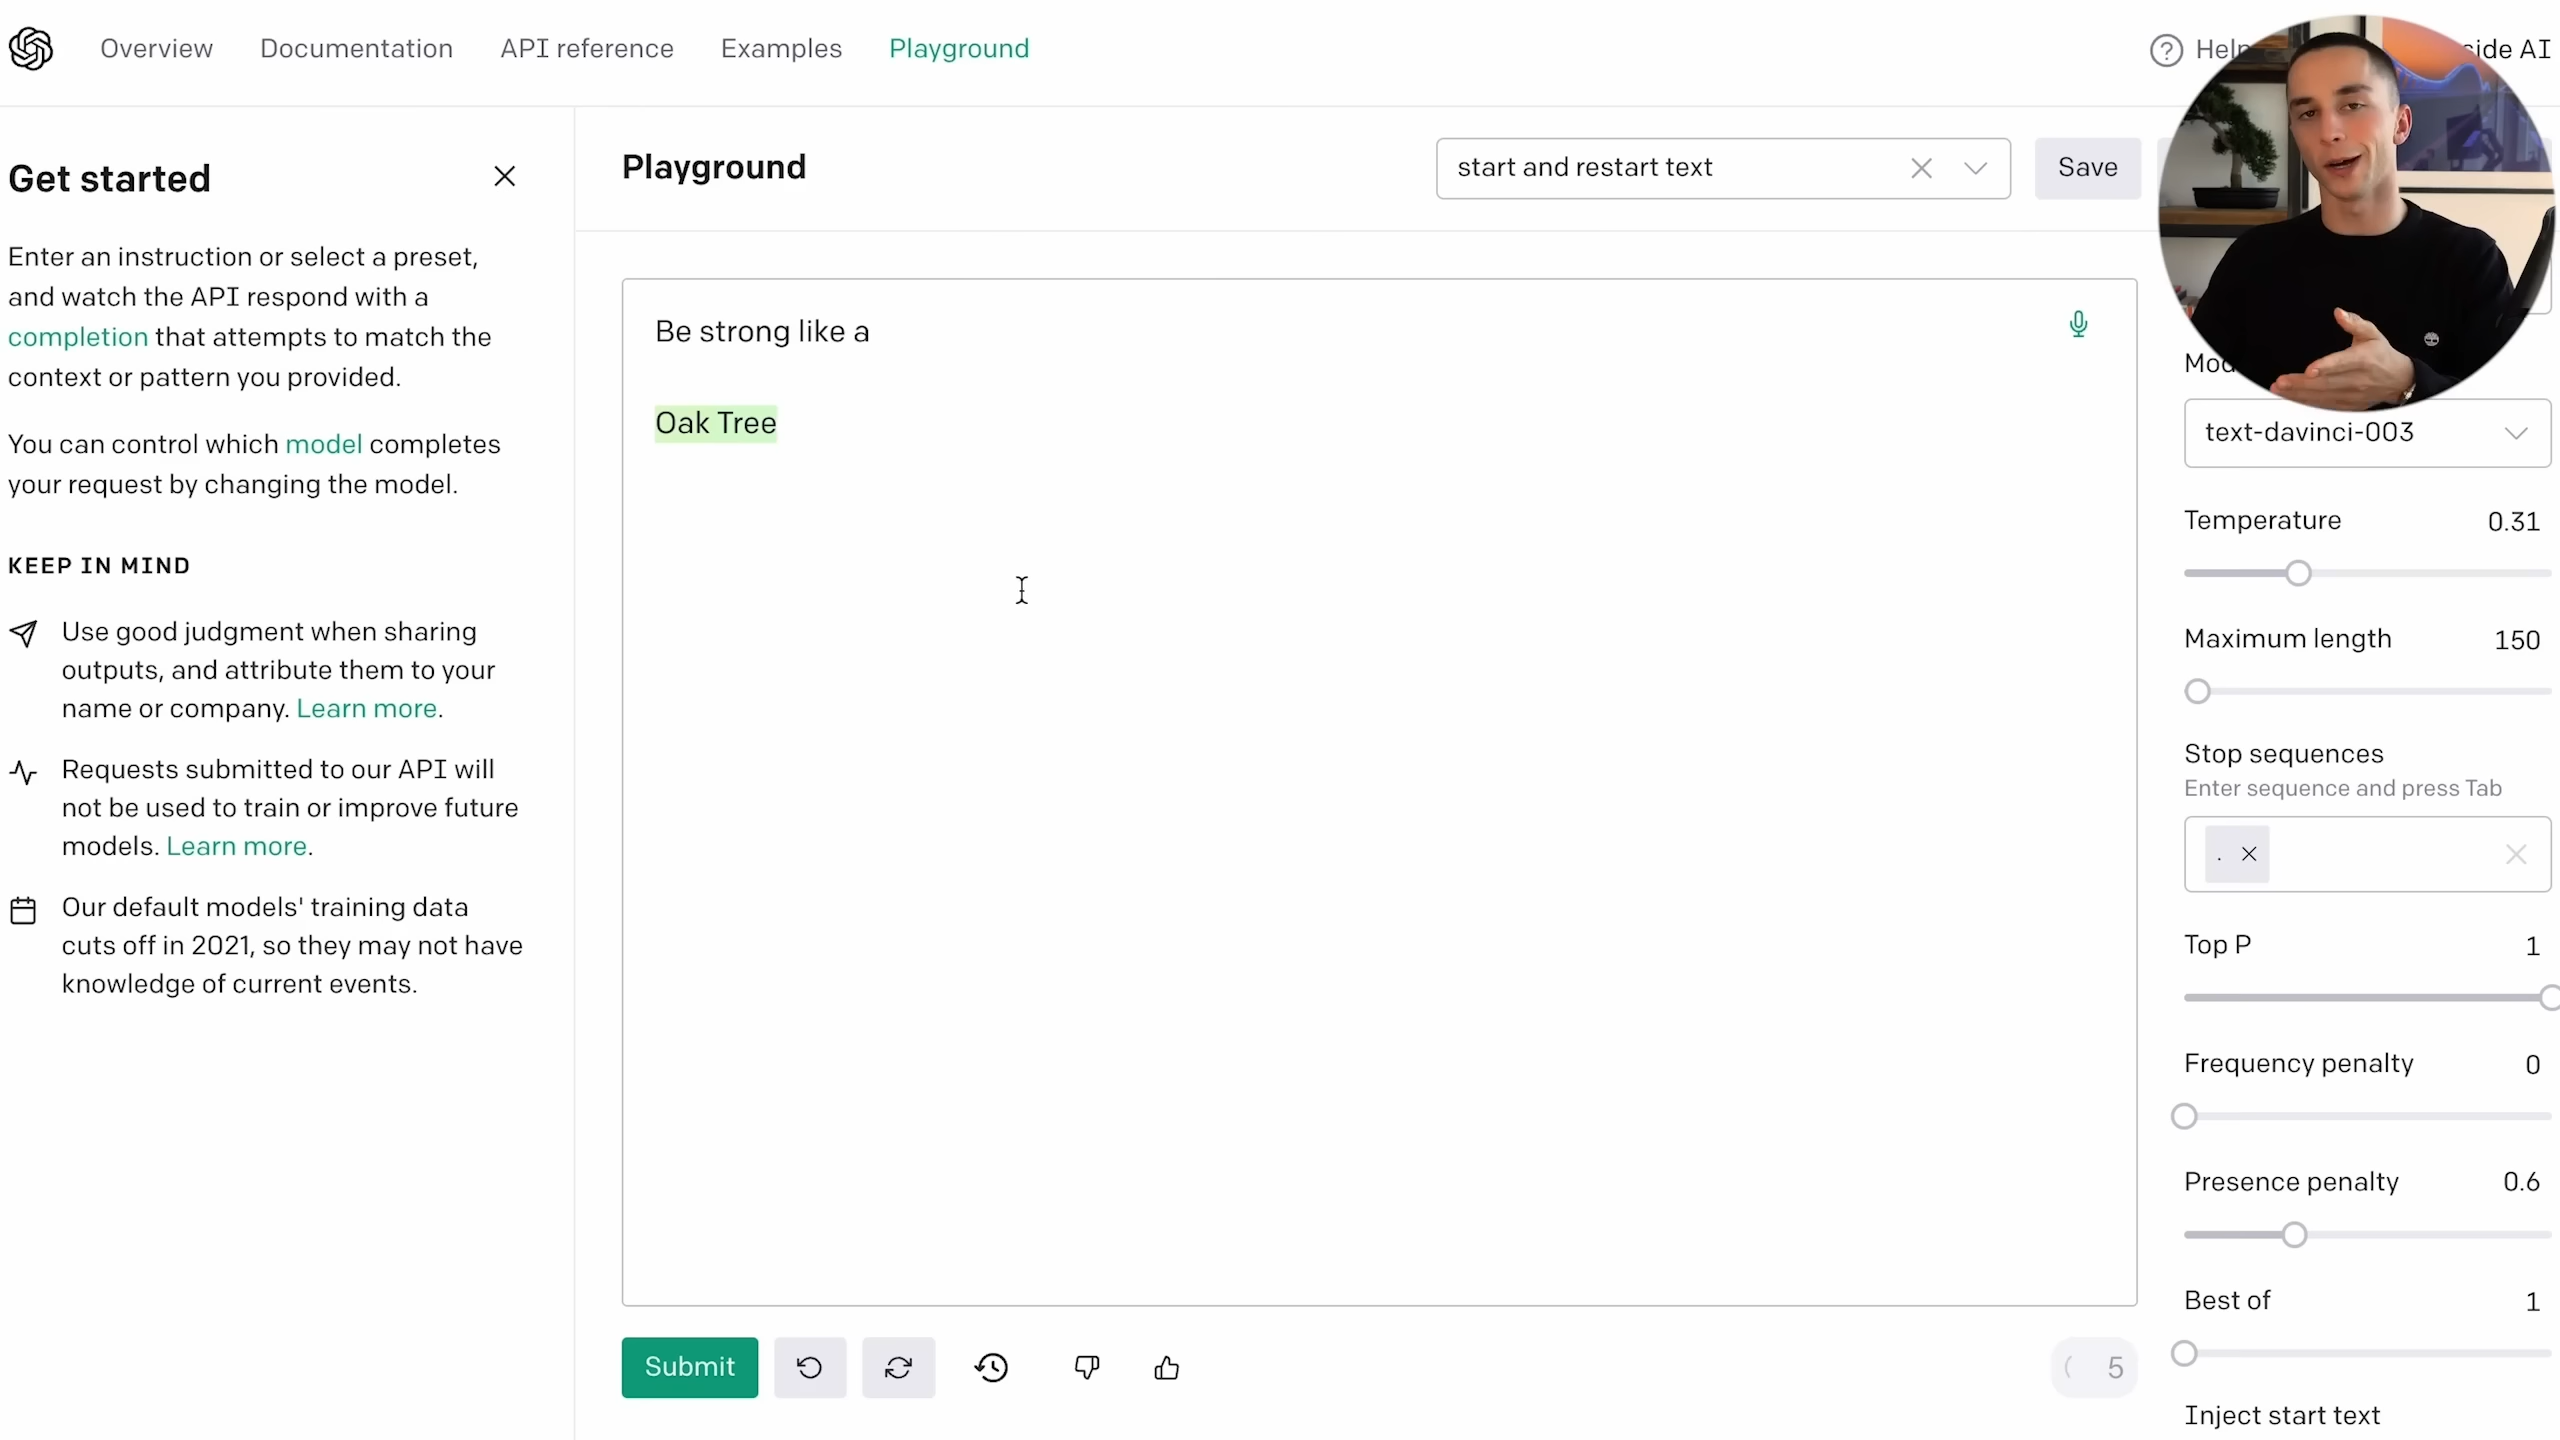 Overview Documentation API reference Examples Playground
Help
side AI
Get started
Enter an instruction or select a preset,
and watch the API respond with a
completion that attempts to match the
context or pattern you provided.
You can control which model completes
your request by changing the model.
KEEP IN MIND
Use good judgment when sharing
outputs, and attribute them to your
name or company. Learn more.
Requests submitted to our API will
not be used to train or improve future
models. Learn more.
Our default models' training data
cuts off in 2021, so they may not have
knowledge of current events.
Playground
start and restart text
Save
Be strong like a
Oak Tree
Submit
5
text-davinci-003
Temperature 0.31
Maximum length 150
Stop sequences
Enter sequence and press Tab
.
Top P 1
Frequency penalty 0
Presence penalty 0.6
Best of 1
Inject start text